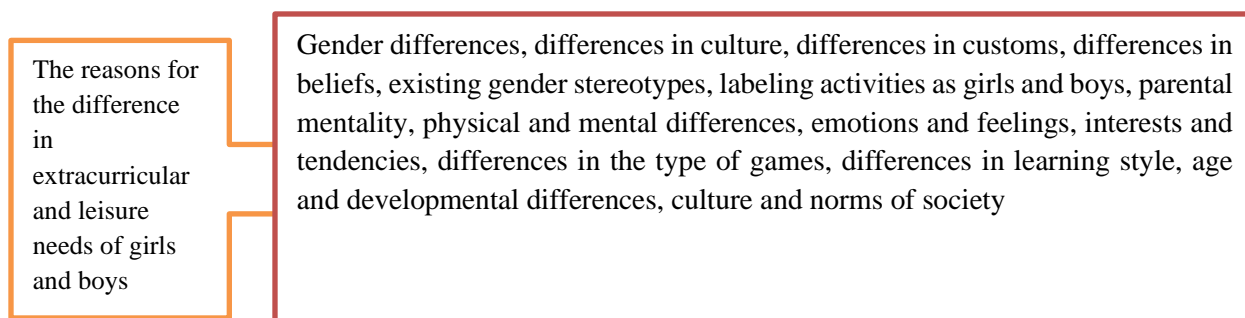 The reasons for
the difference
in
extracurricular
and leisure
needs of girls
and boys
Gender differences, differences in culture, differences in customs, differences in
beliefs, existing gender stereotypes, labeling activities as girls and boys, parental
mentality, physical and mental differences, emotions and feelings, interests and
tendencies, differences in the type of games, differences in learning style, age
and developmental differences, culture and norms of society